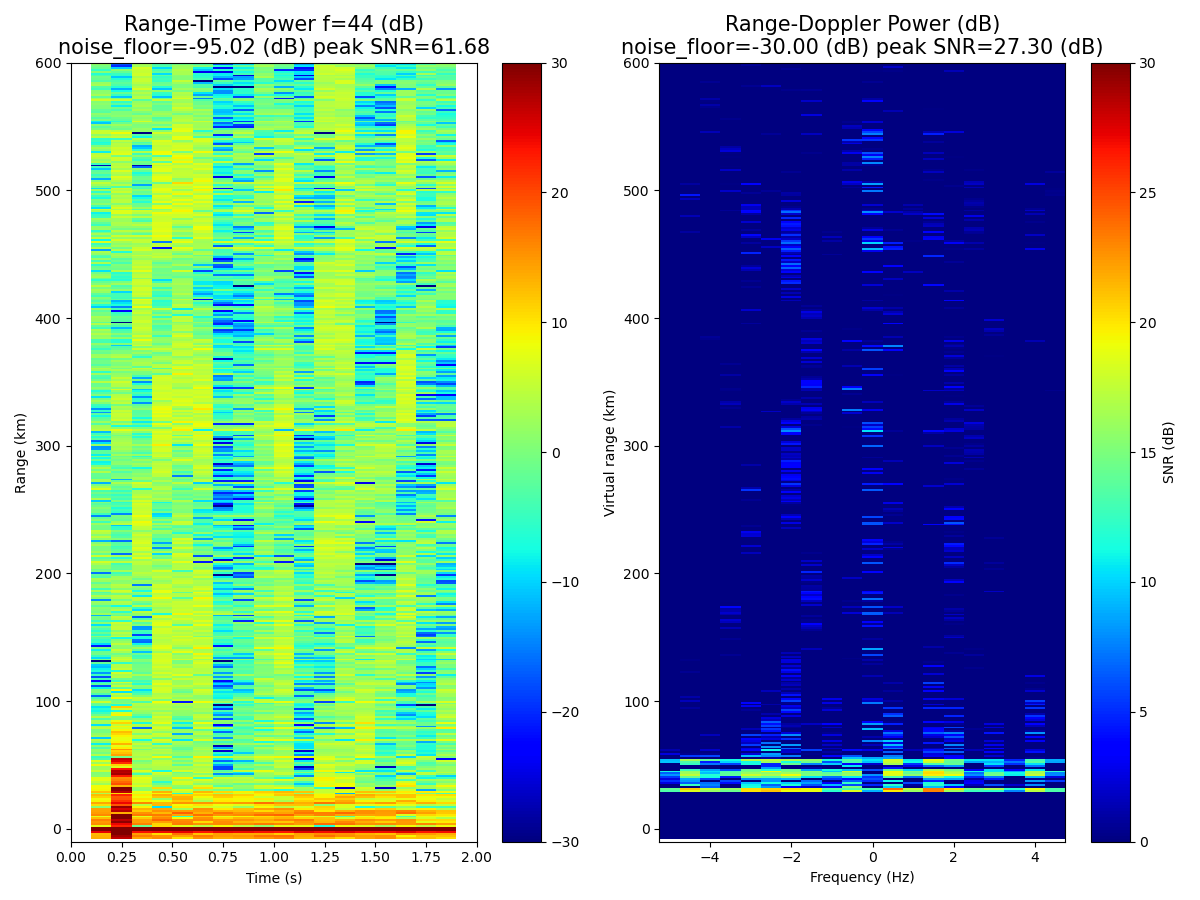 Range-Time Power f=44 (dB)
noise_floor=-95.02 (dB) peak SNR=61.68
600
500
400
300
200
100
0
Range (km)
0.00 0.25 0.50 0.75 1.00 1.25 1.50 1.75 2.00
Time (s)
30
20
10
0
−10
−20
−30
Range-Doppler Power (dB)
noise_floor=-30.00 (dB) peak SNR=27.30 (dB)
600
500
400
300
200
100
0
Virtual range (km)
−4 −2 0 2 4
Frequency (Hz)
30
25
20
15
10
5
0
SNR (dB)